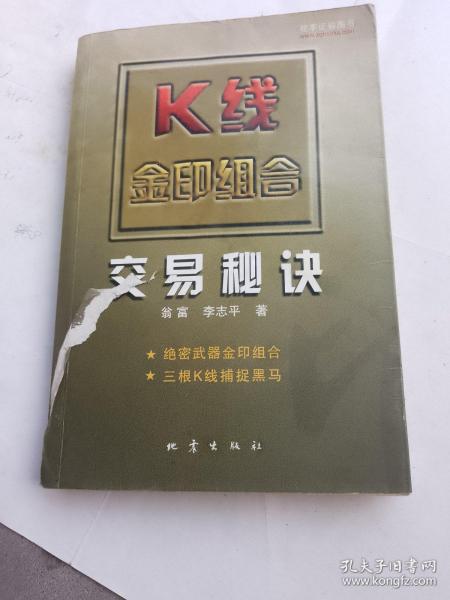 K线
金印组合
交易秘诀
翁富 李志平 著
★ 绝密武器金印组合
★ 三根K线捕捉黑马
地震出版社
孔夫子旧书网
www.kongfz.com